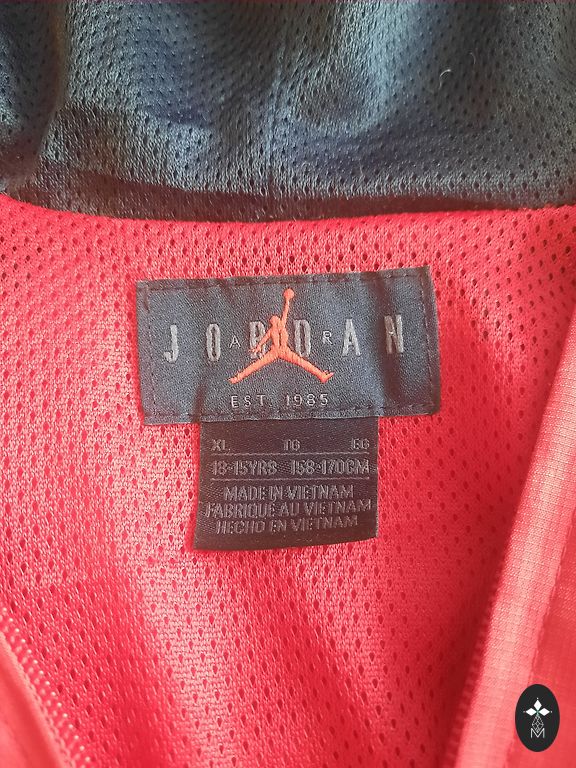 JORDAN
AIR
EST. 1985
XL TG EG
13-15YRS 158-170CM
MADE IN VIETNAM
FABRIQUÉ AU VIETNAM
HECHO EN VIETNAM
M